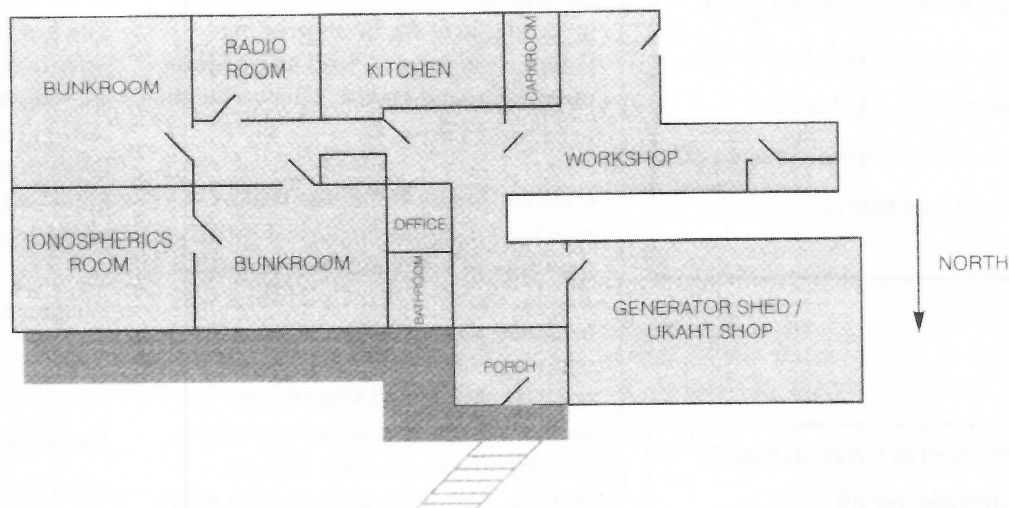 BUNKROOM
RADIO
ROOM
KITCHEN
DARKROOM
WORKSHOP
IONOSPHERICS
ROOM
BUNKROOM
OFFICE
BATHROOM
GENERATOR SHED /
UKAHT SHOP
PORCH
NORTH